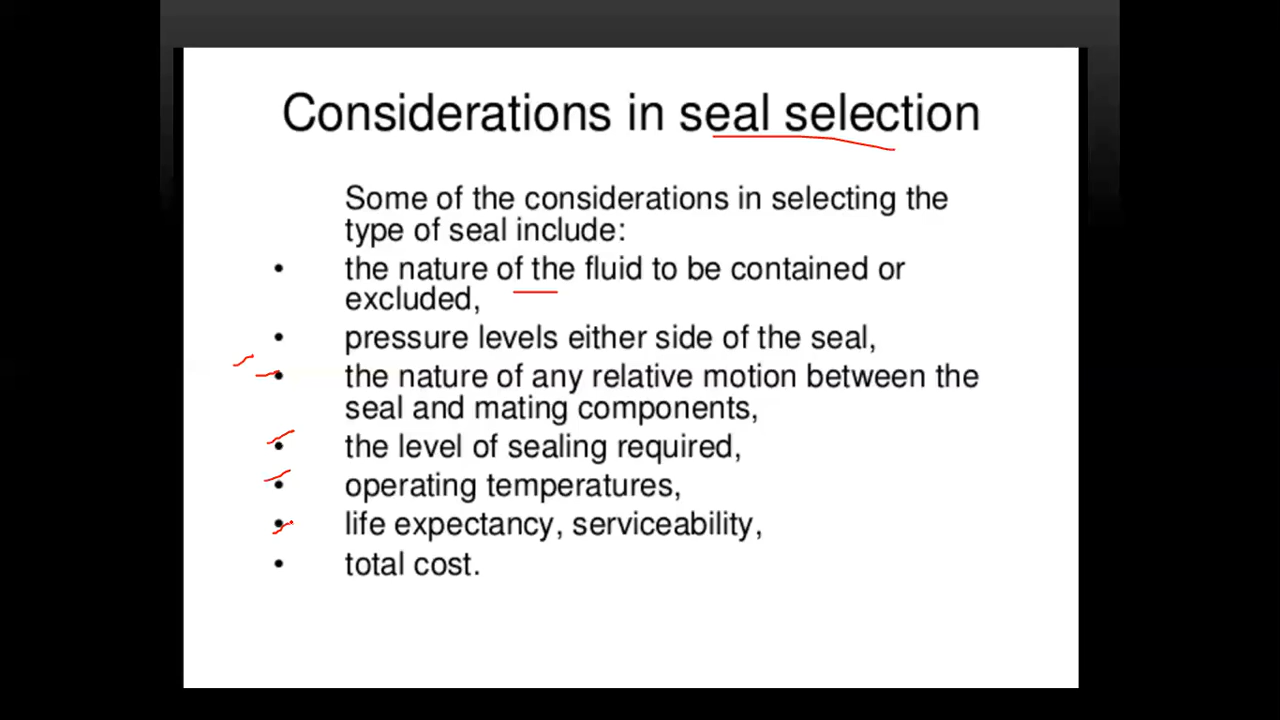 Considerations in seal selection
Some of the considerations in selecting the
type of seal include:
• the nature of the fluid to be contained or
excluded,
• pressure levels either side of the seal,
• the nature of any relative motion between the
seal and mating components,
• the level of sealing required,
• operating temperatures,
• life expectancy, serviceability,
• total cost.